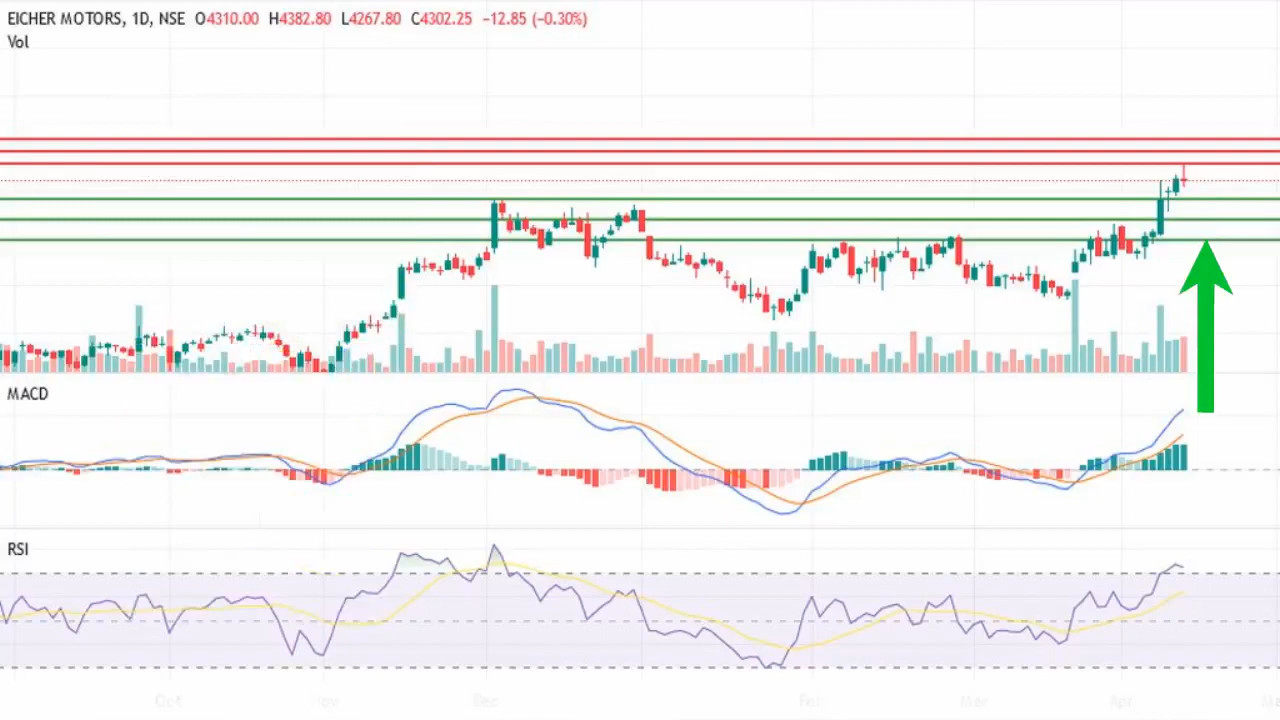 EICHER MOTORS, 1D, NSE O4310.00 H4382.80 L4267.80 C4302.25 −12.85 (−0.30%)
Vol
MACD
RSI
Oct Nov Dec Feb Mar Apr